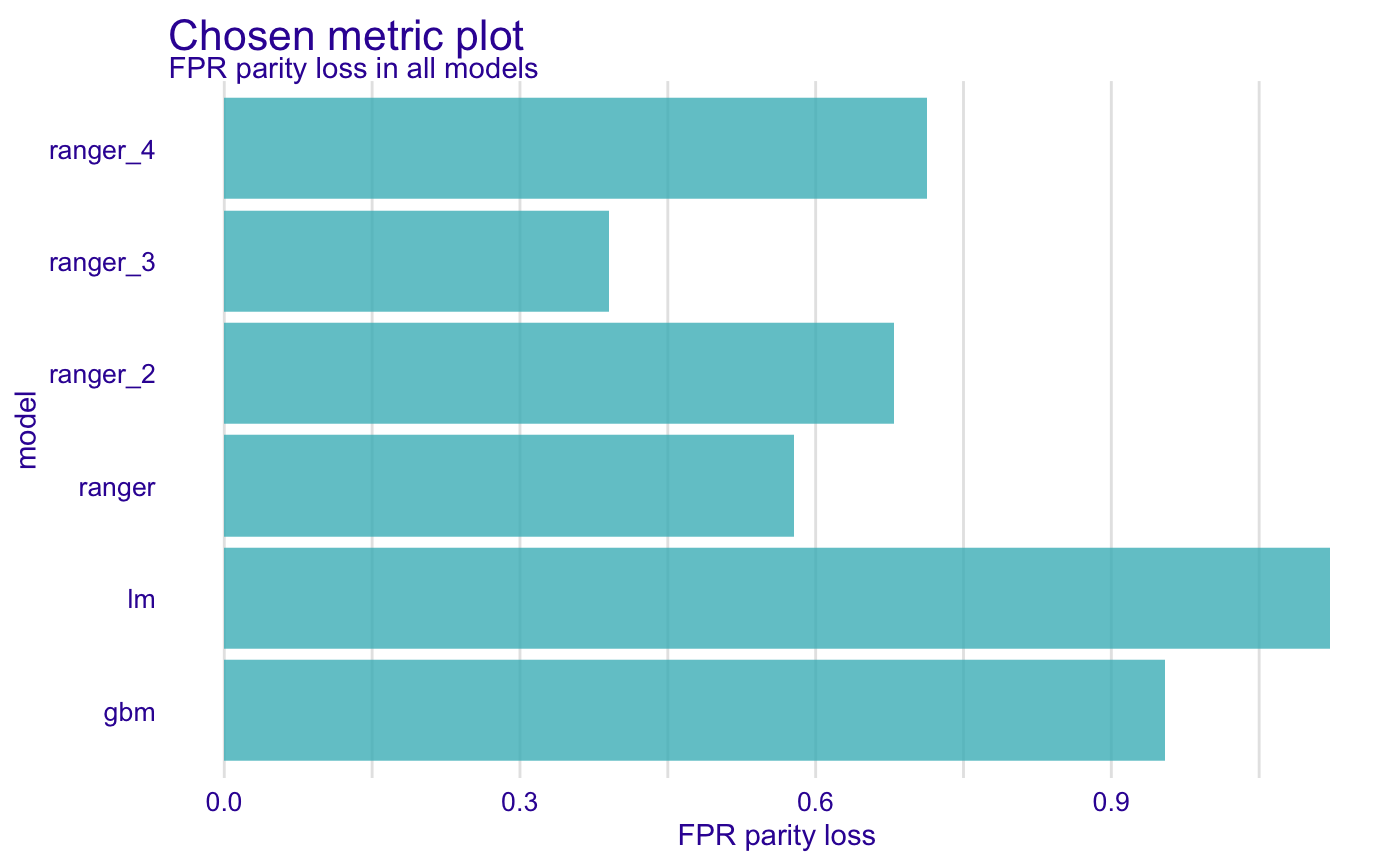 Chosen metric plot
FPR parity loss in all models
ranger_4
ranger_3
ranger_2
ranger
lm
gbm
model
0.0 0.3 0.6 0.9
FPR parity loss